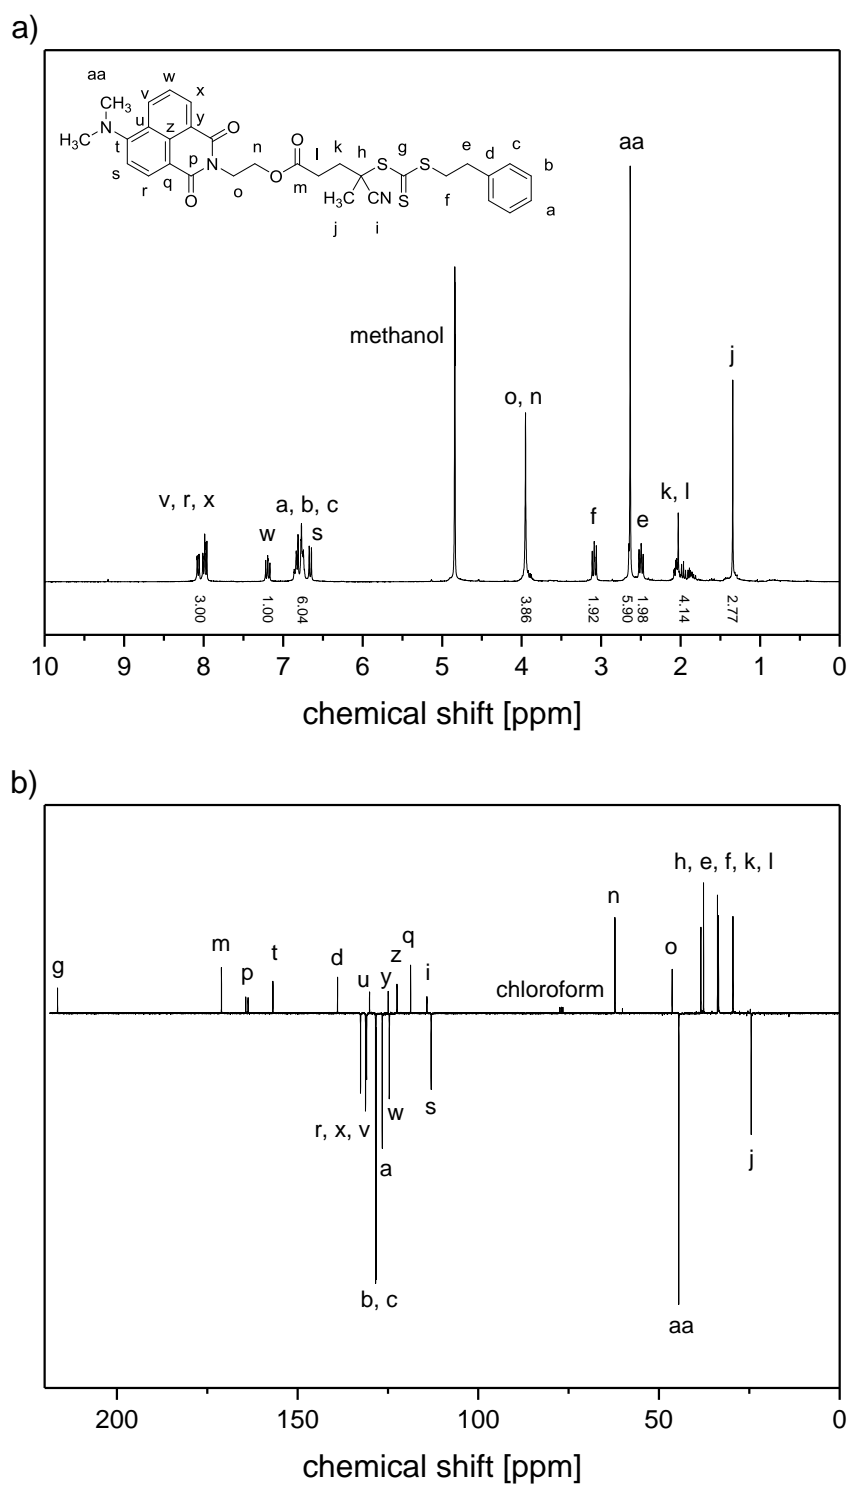 a)
aa
w
v
x
CH3
u
y
z
O
H3C
N
t
n
O
k
h
g
e
c
l
S
S
d
b
s
p
N
O
m
r
q
o
H3C
CN
S
f
a
O
j
i
aa
methanol
j
o, n
v, r, x
a, b, c
k, l
w
s
f
e
3.00
1.00
6.04
3.86
1.92
5.90
1.98
4.14
2.77
10
9
8
7
6
5
4
3
2
1
0
chemical shift [ppm]
b)
h, e, f, k, l
n
m
q
t
z
g
p
d
u
y
i
o
chloroform
r, x, v
w
s
a
j
b, c
aa
200
150
100
50
0
chemical shift [ppm]